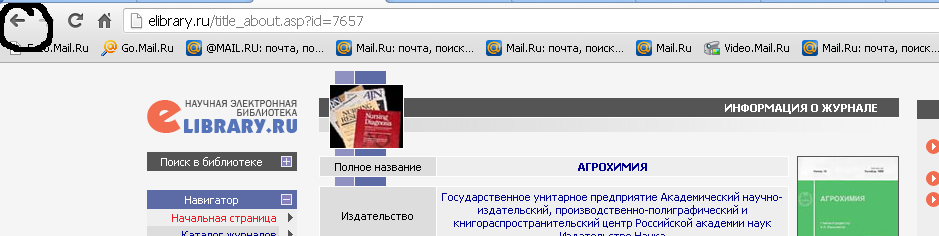 elibrary.ru/title_about.asp?id=7657
Go.Mail.Ru
@MAIL.RU: почта, поиск...
Mail.Ru: почта, поиск...
Mail.Ru: почта, поиск...
Mail.Ru
Video.Mail.Ru
Mail.Ru: почта, поиск...
НАУЧНАЯ ЭЛЕКТРОННАЯ
БИБЛИОТЕКА
eLIBRARY.RU
ИНФОРМАЦИЯ О ЖУРНАЛЕ
Nursing
Diagnosis
Поиск в библиотеке
Полное название
АГРОХИМИЯ
Навигатор
Начальная страница
Каталог журналов
Издательство
Государственное унитарное предприятие Академический научно-
издательский, производственно-полиграфический и
книгораспространительский центр Российской академии наук
Издательство Наука
АГРОХИМИЯ